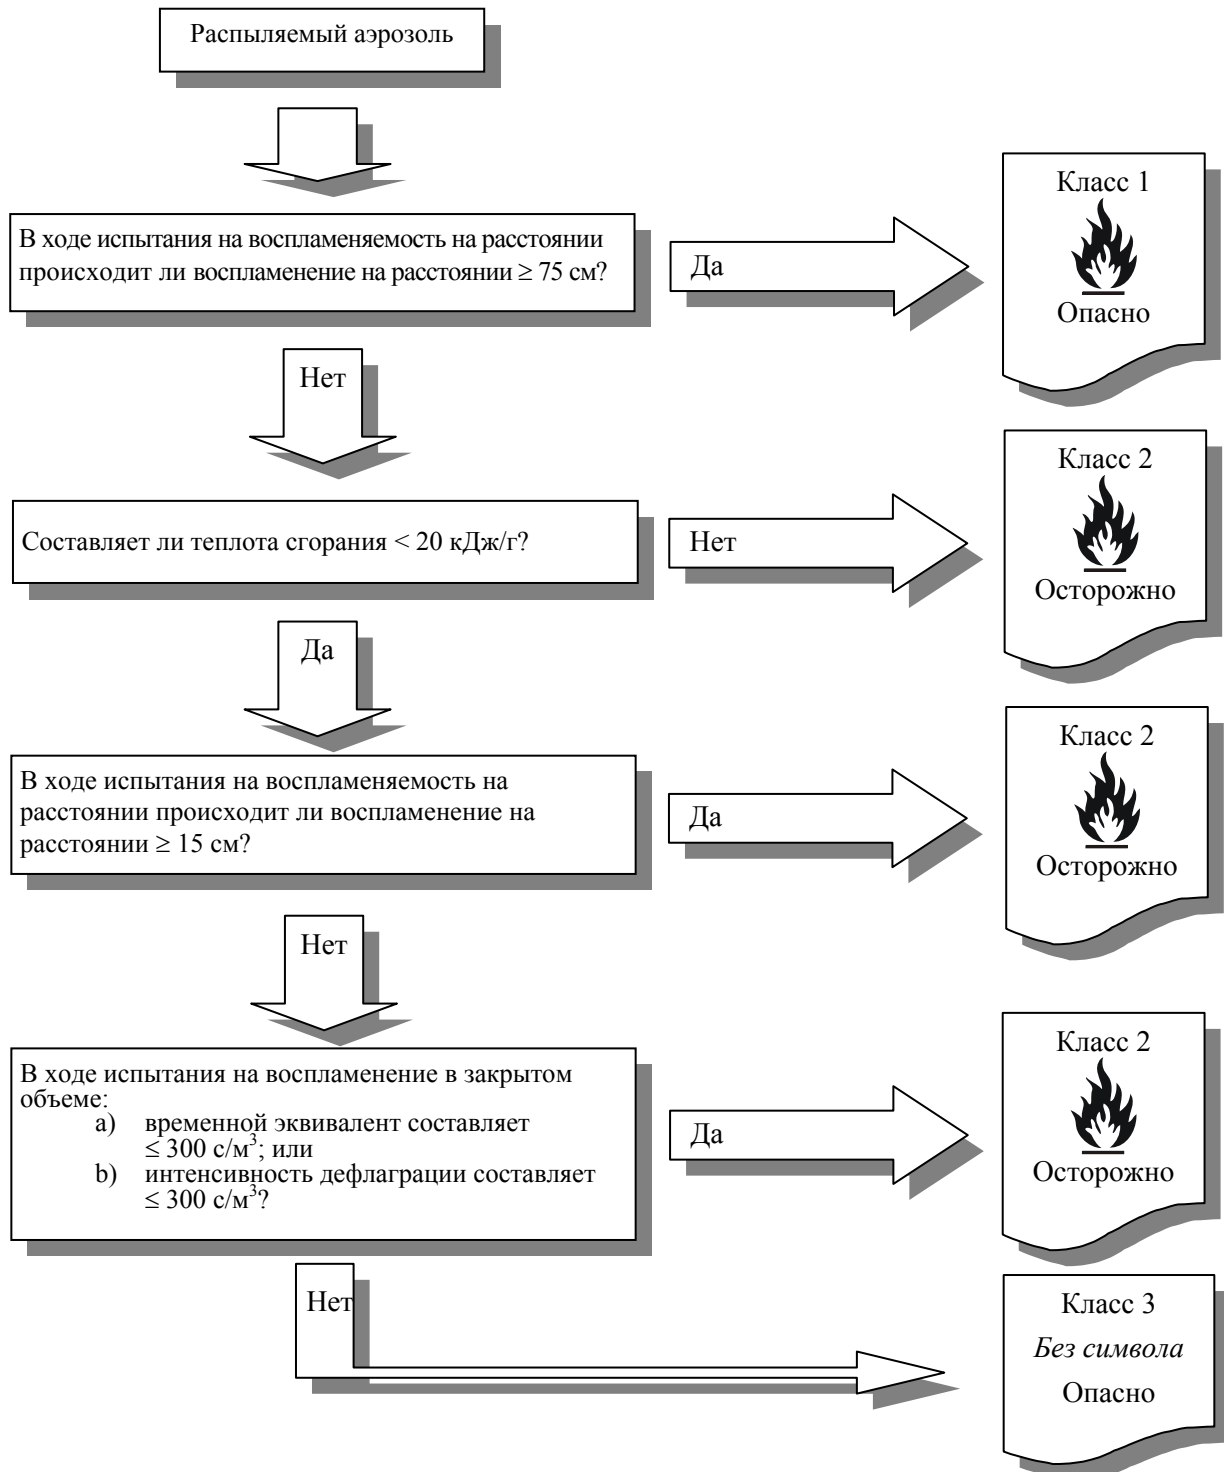 Распыляемый аэрозоль
В ходе испытания на воспламеняемость на расстоянии
происходит ли воспламенение на расстоянии ≥ 75 см?
Да
Класс 1
Опасно
Нет
Составляет ли теплота сгорания < 20 кДж/г?
Нет
Класс 2
Осторожно
Да
В ходе испытания на воспламеняемость на
расстоянии происходит ли воспламенение на
расстоянии ≥ 15 см?
Да
Класс 2
Осторожно
Нет
В ходе испытания на воспламенение в закрытом
объеме:
a) временной эквивалент составляет
≤ 300 с/м³; или
b) интенсивность дефлаграции составляет
≤ 300 с/м³?
Да
Класс 2
Осторожно
Нет
Класс 3
Без символа
Опасно